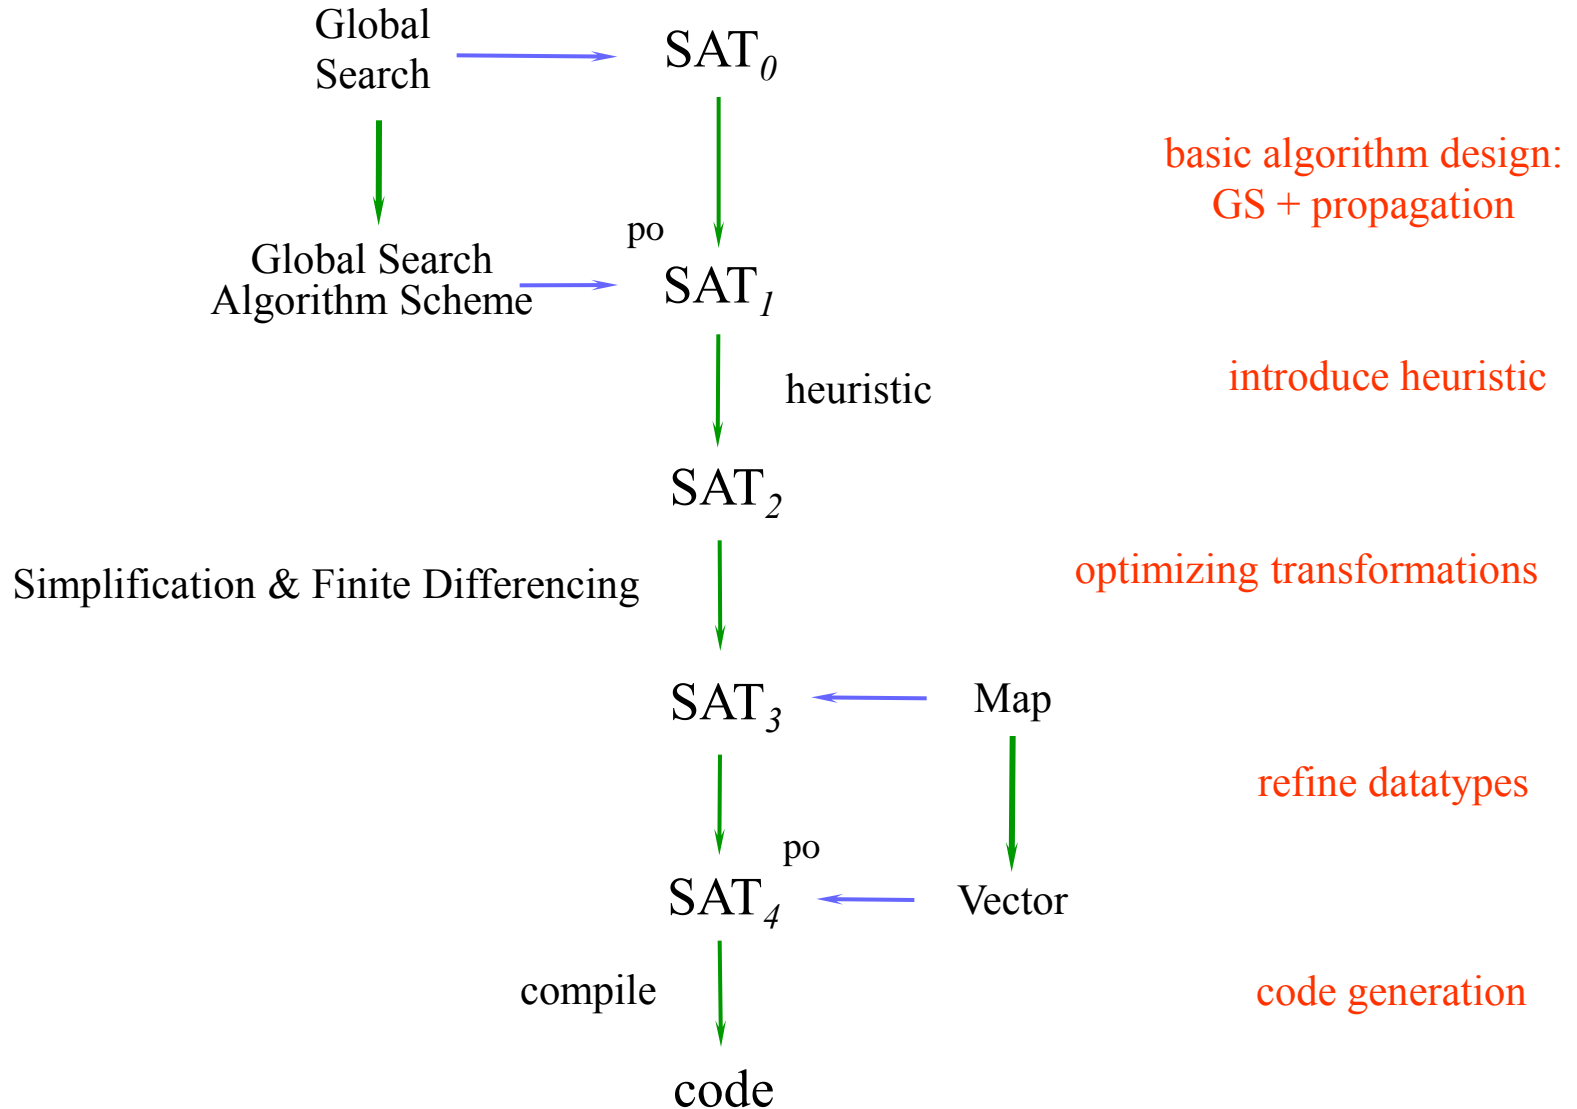 Global
Search
SAT0
basic algorithm design:
GS + propagation
po
Global Search
Algorithm Scheme
SAT1
heuristic
introduce heuristic
SAT2
Simplification & Finite Differencing
optimizing transformations
SAT3
Map
refine datatypes
po
SAT4
Vector
compile
code generation
code